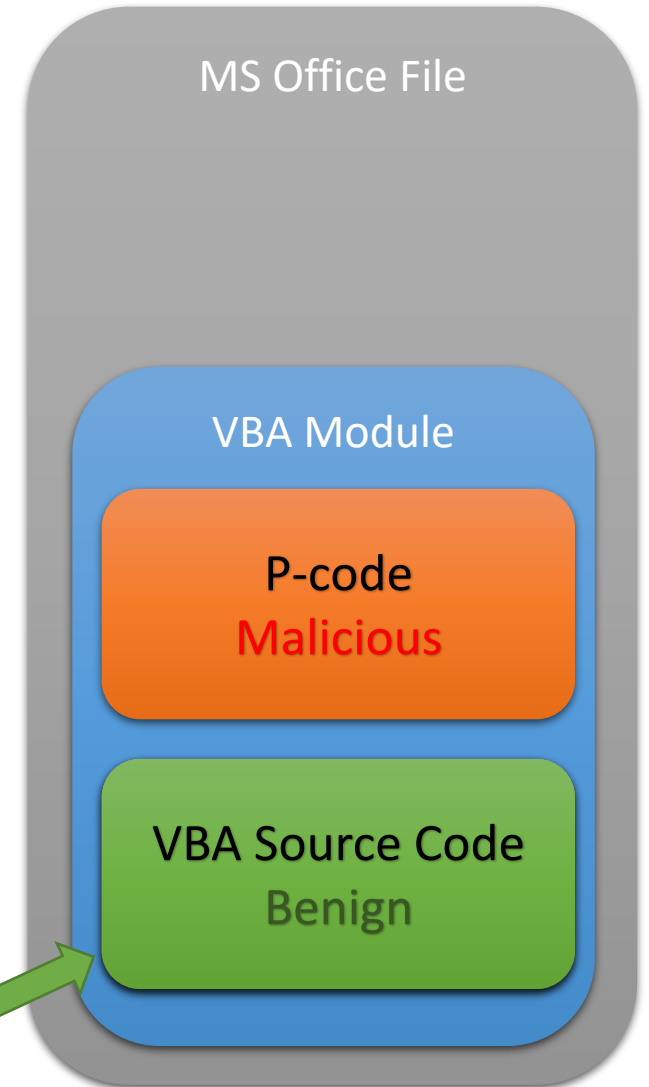 MS Office File
VBA Module
P-code
Malicious
VBA Source Code
Benign